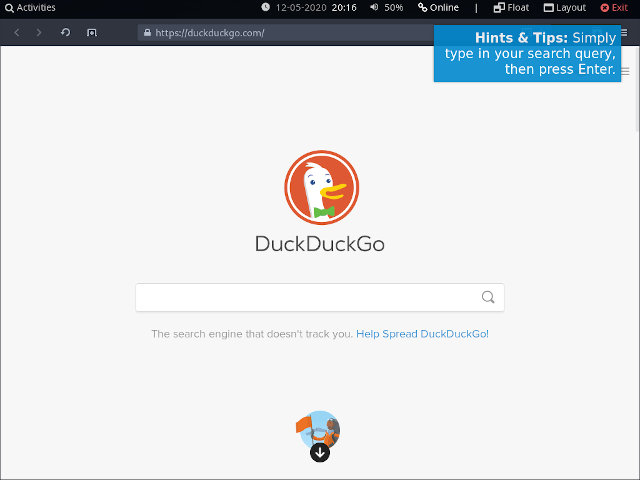 Activities
12-05-2020 20:16 50% Online | Float Layout Exit
https://duckduckgo.com/
Hints & Tips: Simply
type in your search query,
then press Enter.
DuckDuckGo
The search engine that doesn't track you. Help Spread DuckDuckGo!